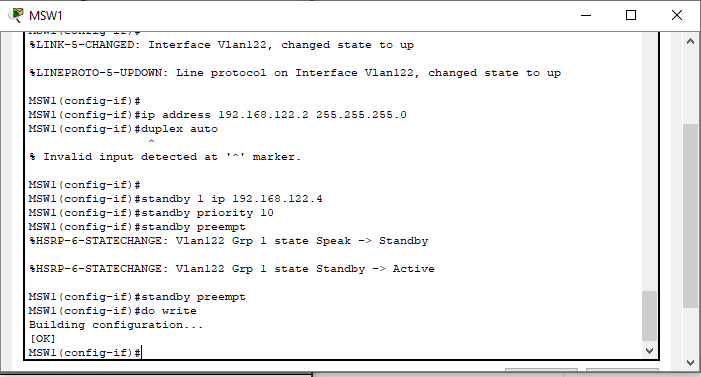 MSW1
MSW1(config-if)#
%LINK-5-CHANGED: Interface Vlan122, changed state to up
%LINEPROTO-5-UPDOWN: Line protocol on Interface Vlan122, changed state to up
MSW1(config-if)#
MSW1(config-if)#ip address 192.168.122.2 255.255.255.0
MSW1(config-if)#duplex auto
^
% Invalid input detected at '^' marker.
MSW1(config-if)#
MSW1(config-if)#standby 1 ip 192.168.122.4
MSW1(config-if)#standby priority 10
MSW1(config-if)#standby preempt
%HSRP-6-STATECHANGE: Vlan122 Grp 1 state Speak -> Standby
%HSRP-6-STATECHANGE: Vlan122 Grp 1 state Standby -> Active
MSW1(config-if)#standby preempt
MSW1(config-if)#do write
Building configuration...
[OK]
MSW1(config-if)#